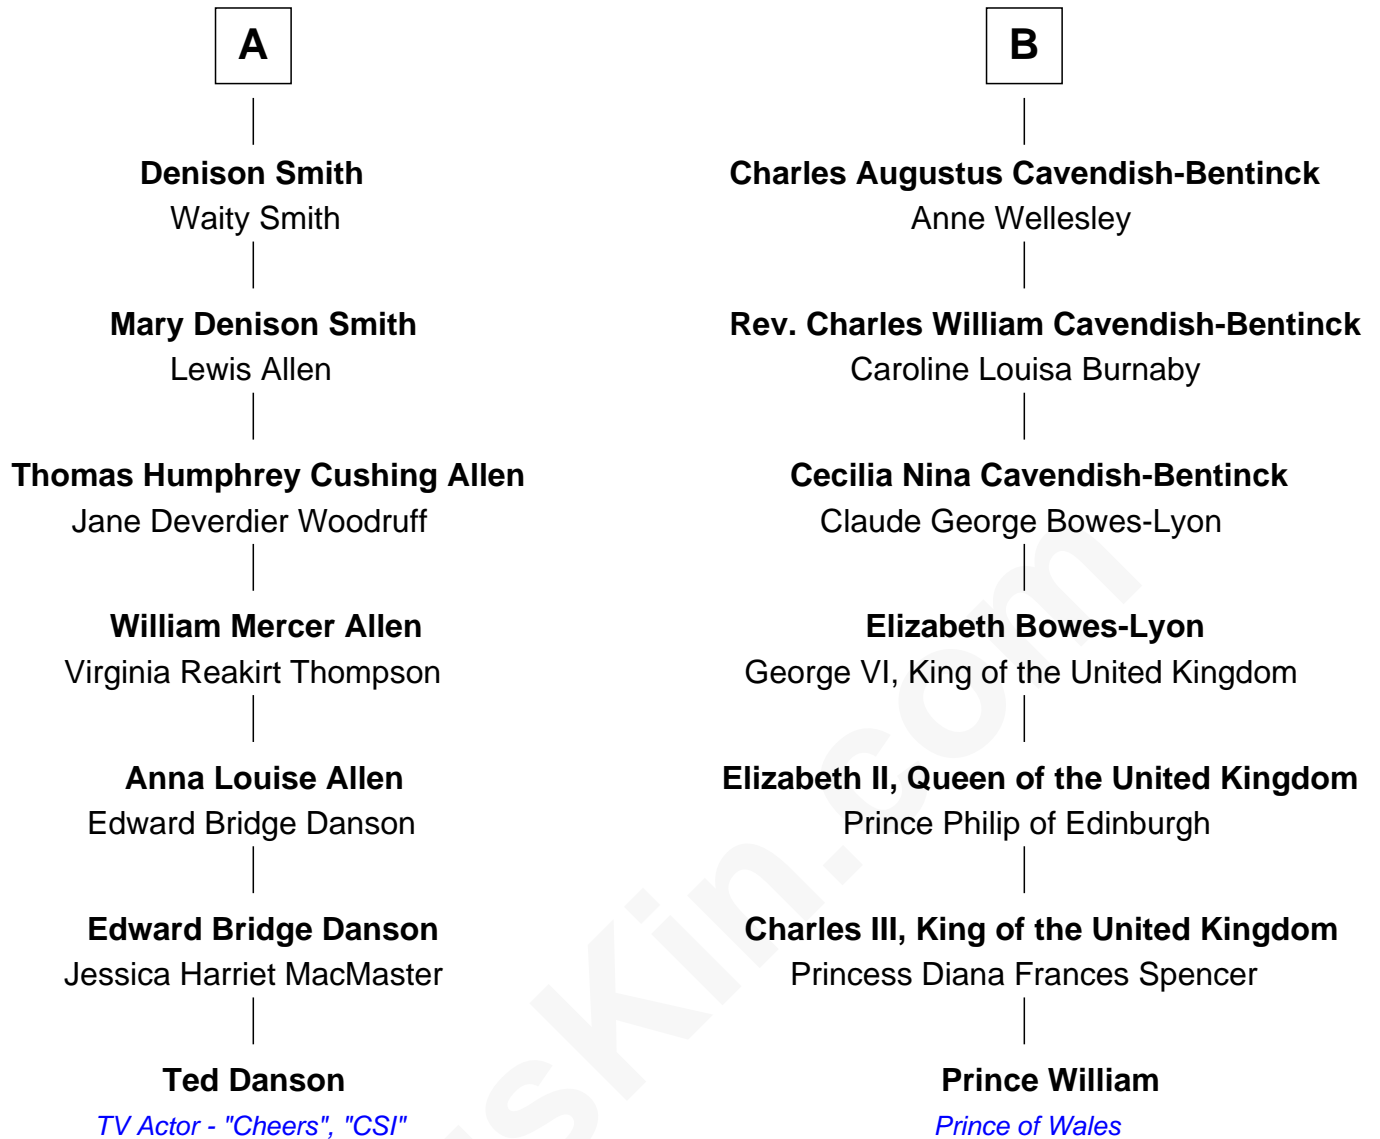 A
Denison Smith
Waity Smith
Mary Denison Smith
Lewis Allen
Thomas Humphrey Cushing Allen
Jane Deverdier Woodruff
William Mercer Allen
Virginia Reakirt Thompson
Anna Louise Allen
Edward Bridge Danson
Edward Bridge Danson
Jessica Harriet MacMaster
Ted Danson
TV Actor - "Cheers", "CSI"
B
Charles Augustus Cavendish-Bentinck
Anne Wellesley
Rev. Charles William Cavendish-Bentinck
Caroline Louisa Burnaby
Cecilia Nina Cavendish-Bentinck
Claude George Bowes-Lyon
Elizabeth Bowes-Lyon
George VI, King of the United Kingdom
Elizabeth II, Queen of the United Kingdom
Prince Philip of Edinburgh
Charles III, King of the United Kingdom
Princess Diana Frances Spencer
Prince William
Prince of Wales